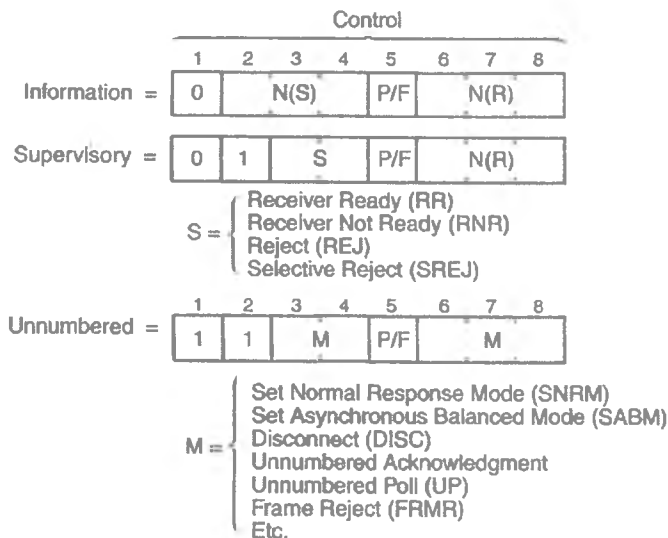 Control
1 2 3 4 5 6 7 8
Information = 0 N(S) P/F N(R)
Supervisory = 0 1 S P/F N(R)
S = Receiver Ready (RR)
Receiver Not Ready (RNR)
Reject (REJ)
Selective Reject (SREJ)
1 2 3 4 5 6 7 8
Unnumbered = 1 1 M P/F M
M = Set Normal Response Mode (SNRM)
Set Asynchronous Balanced Mode (SABM)
Disconnect (DISC)
Unnumbered Acknowledgment
Unnumbered Poll (UP)
Frame Reject (FRMR)
Etc.